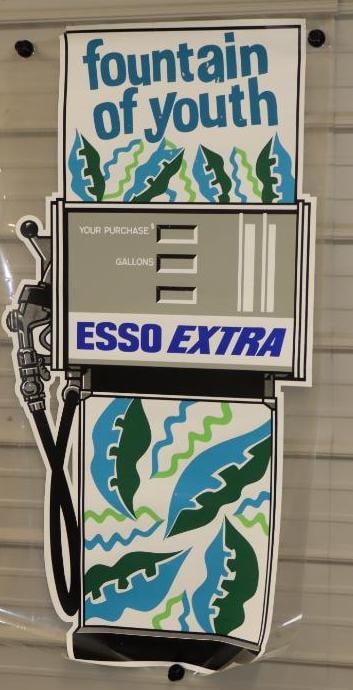 fountain
of youth
YOUR PURCHASE $
GALLONS
ESSO EXTRA